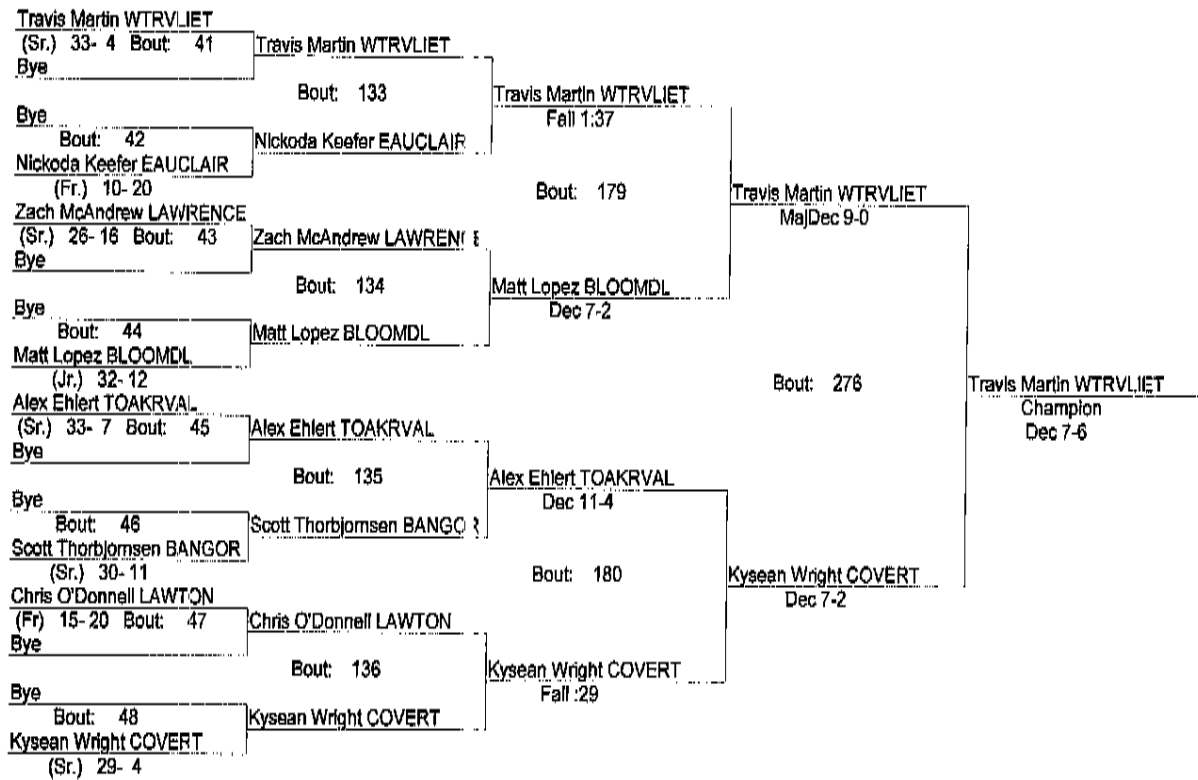 Travis Martin WTRVLIET
(Sr.) 33- 4 Bout: 41
Bye
Travis Martin WTRVLIET
Bout: 133
Bye
Bout: 42
Nickoda Keefer EAUCLAIR
(Fr.) 10- 20
Nickoda Keefer EAUCLAIR
Travis Martin WTRVLIET
Fall 1:37
Bout: 179
Zach McAndrew LAWRENCE
(Sr.) 26- 16 Bout: 43
Bye
Zach McAndrew LAWRENCE
Bout: 134
Bye
Bout: 44
Matt Lopez BLOOMDL
(Jr.) 32- 12
Matt Lopez BLOOMDL
Matt Lopez BLOOMDL
Dec 7-2
Travis Martin WTRVLIET
MajDec 9-0
Bout: 276
Alex Ehlert TOAKRVAL
(Sr.) 33- 7 Bout: 45
Bye
Alex Ehlert TOAKRVAL
Bout: 135
Bye
Bout: 46
Scott Thorbjornsen BANGOR
(Sr.) 30- 11
Scott Thorbjornsen BANGOR
Alex Ehlert TOAKRVAL
Dec 11-4
Bout: 180
Chris O'Donnell LAWTON
(Fr) 15- 20 Bout: 47
Bye
Chris O'Donnell LAWTON
Bout: 136
Bye
Bout: 48
Kysean Wright COVERT
(Sr.) 29- 4
Kysean Wright COVERT
Kysean Wright COVERT
Fall :29
Kysean Wright COVERT
Dec 7-2
Travis Martin WTRVLIET
Champion
Dec 7-6